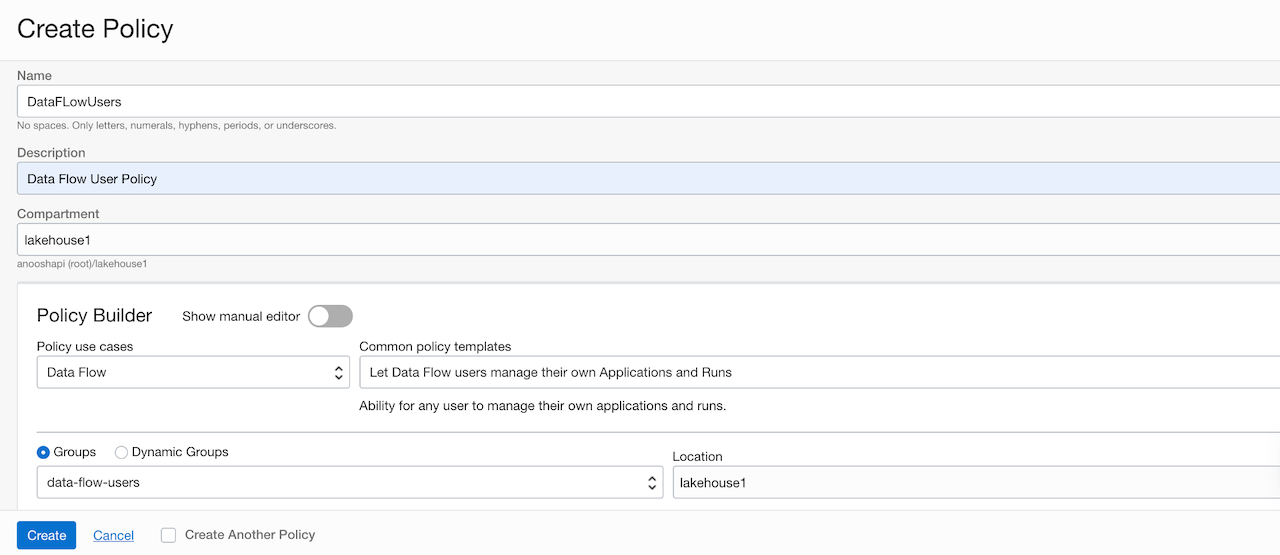 Create Policy
Name
DataFLowUsers
No spaces. Only letters, numerals, hyphens, periods, or underscores.
Description
Data Flow User Policy
Compartment
lakehouse1
anooshapi (root)/lakehouse1
Policy Builder Show manual editor
Policy use cases Common policy templates
Data Flow Let Data Flow users manage their own Applications and Runs
Ability for any user to manage their own applications and runs.
Groups Dynamic Groups
Location
data-flow-users lakehouse1
Create Cancel Create Another Policy